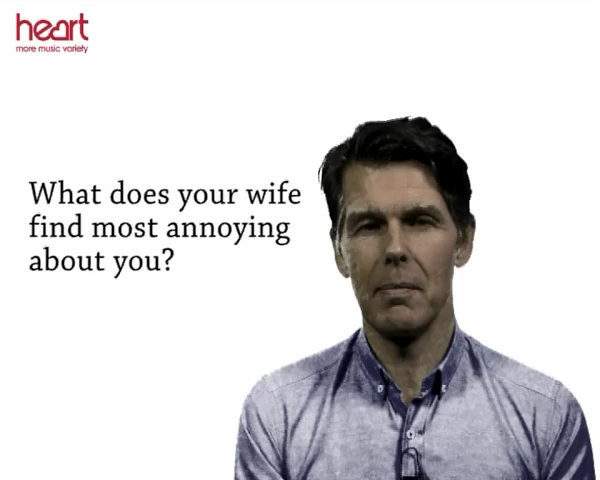 heart
more music variety
What does your wife
find most annoying
about you?